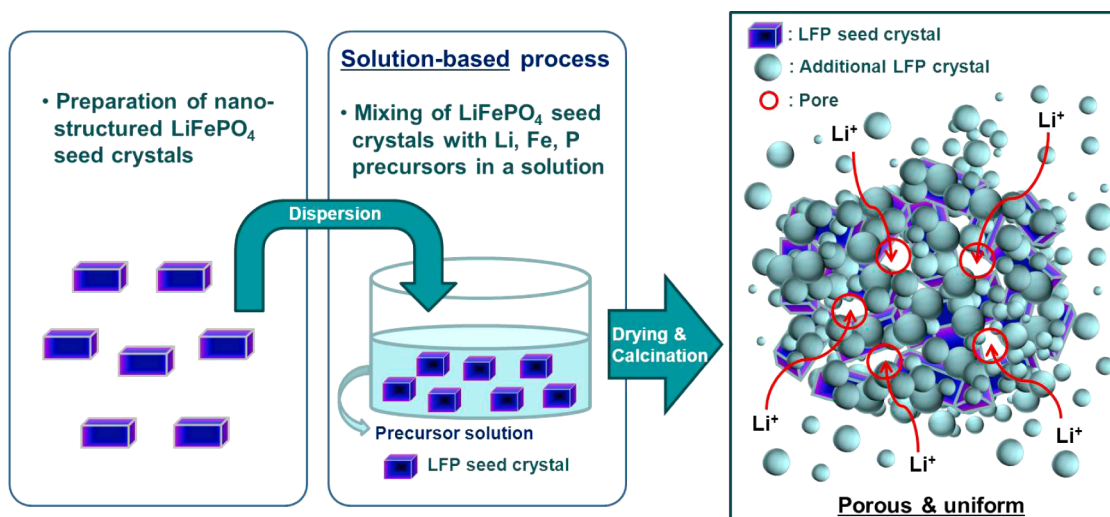 • Preparation of nano-
structured LiFePO₄
seed crystals
Solution-based process
• Mixing of LiFePO₄ seed
crystals with Li, Fe, P
precursors in a solution
Dispersion
Precursor solution
LFP seed crystal
Drying &
Calcination
: LFP seed crystal
: Additional LFP crystal
: Pore
Li⁺
Li⁺
Li⁺
Li⁺
Li⁺
Porous & uniform